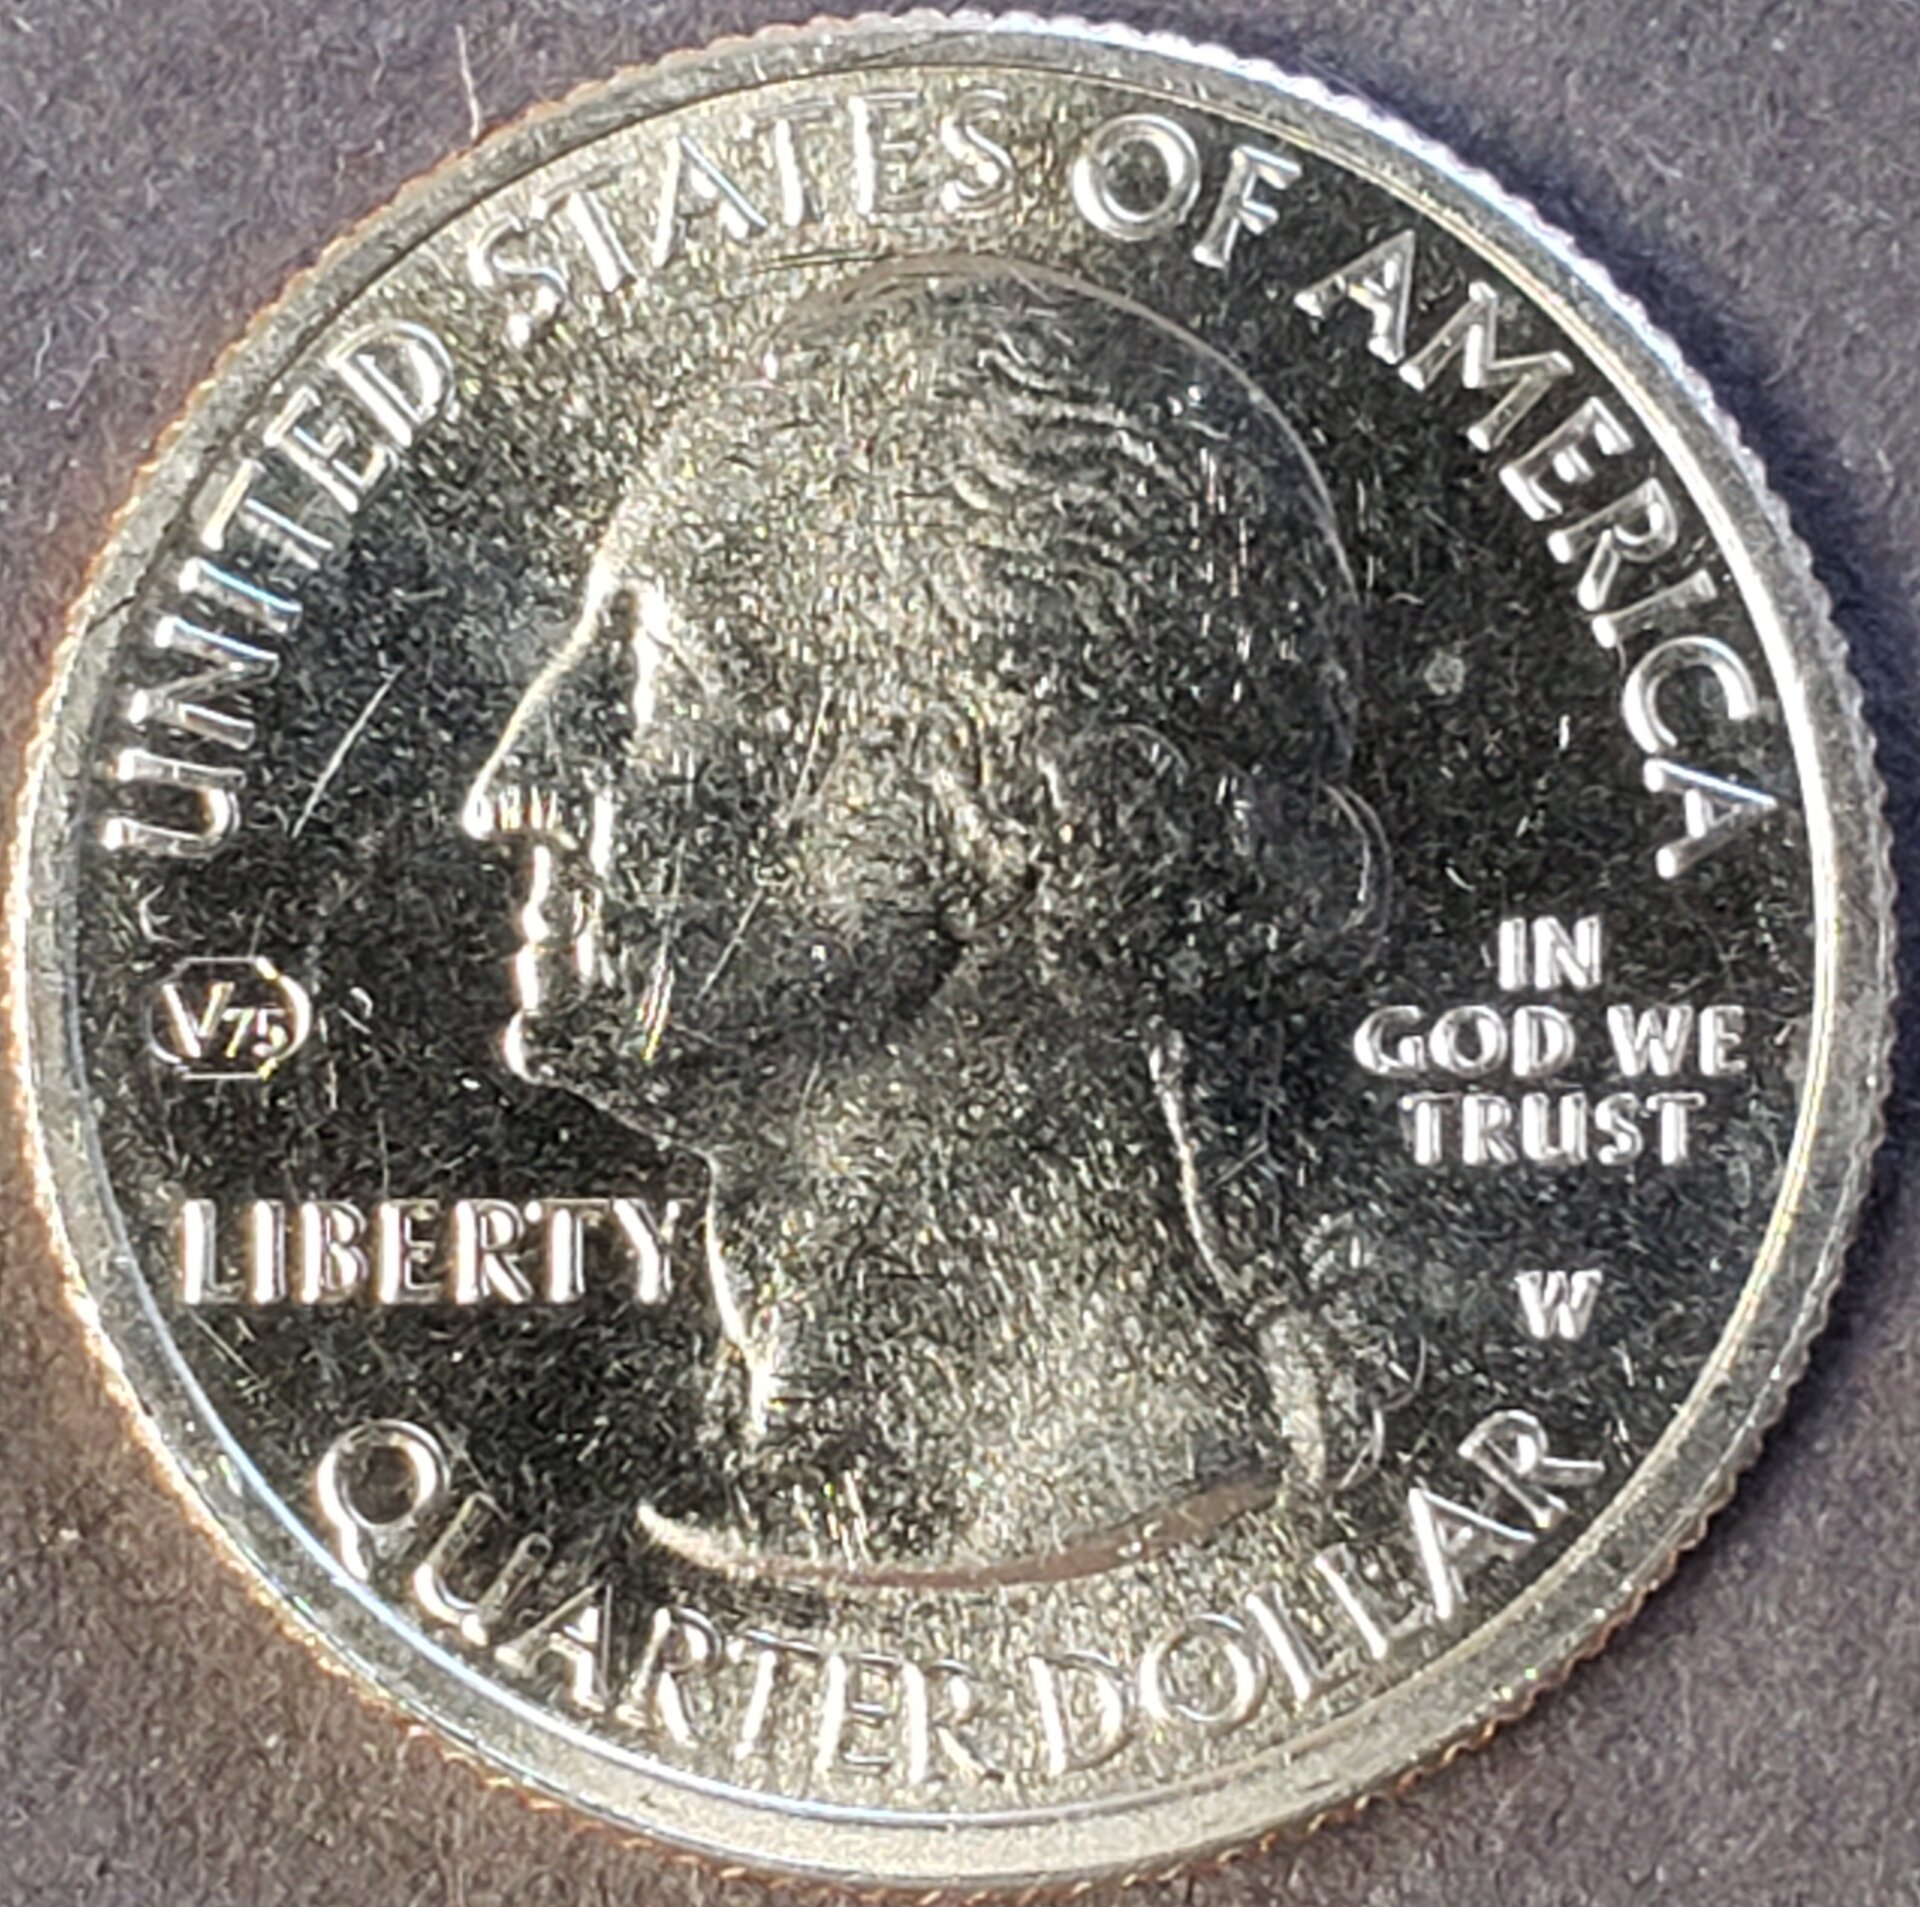 UNITED STATES OF AMERICA
V75
LIBERTY
IN
GOD WE
TRUST
W
QUARTER DOLLAR